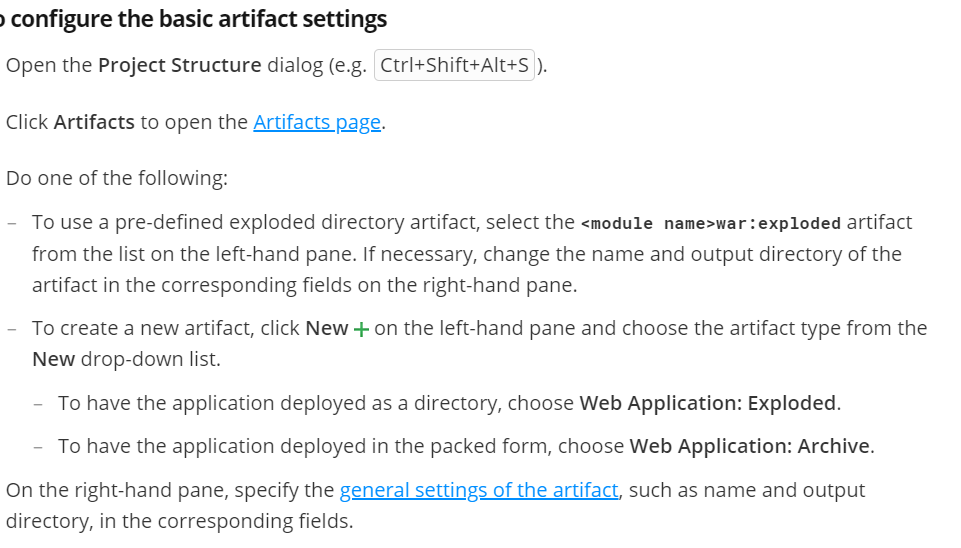 o configure the basic artifact settings
Open the Project Structure dialog (e.g. Ctrl+Shift+Alt+S ).
Click Artifacts to open the Artifacts page.
Do one of the following:
– To use a pre-defined exploded directory artifact, select the <module name>war:exploded artifact
from the list on the left-hand pane. If necessary, change the name and output directory of the
artifact in the corresponding fields on the right-hand pane.
– To create a new artifact, click New + on the left-hand pane and choose the artifact type from the
New drop-down list.
– To have the application deployed as a directory, choose Web Application: Exploded.
– To have the application deployed in the packed form, choose Web Application: Archive.
On the right-hand pane, specify the general settings of the artifact, such as name and output
directory, in the corresponding fields.